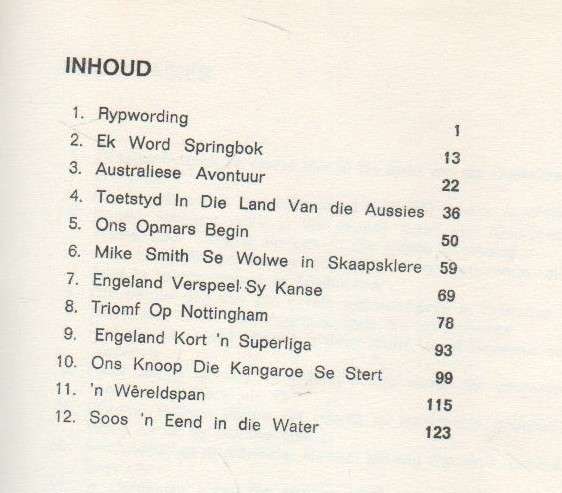 INHOUD
1. Rypwording 1
2. Ek Word Springbok 13
3. Australiese Avontuur 22
4. Toetstyd In Die Land Van die Aussies 36
5. Ons Opmars Begin 50
6. Mike Smith Se Wolwe in Skaapsklere 59
7. Engeland Verspeel Sy Kanse 69
8. Triomf Op Nottingham 78
9. Engeland Kort 'n Superliga 93
10. Ons Knoop Die Kangaroe Se Stert 99
11. 'n Wêreldspan 115
12. Soos 'n Eend in die Water 123